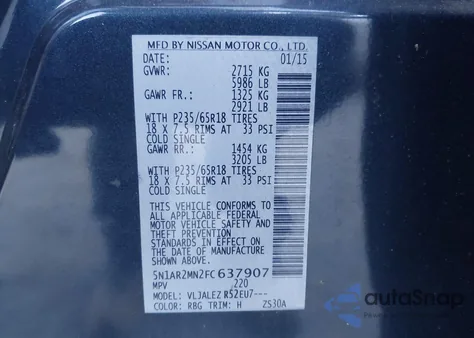 MFD BY NISSAN MOTOR CO., LTD.
DATE: 01/15
GVWR: 2715 KG
5986 LB
GAWR FR.: 1325 KG
2921 LB
WITH P235/65R18 TIRES
18 X 7.5 RIMS AT 33 PSI
COLD SINGLE
GAWR RR.: 1454 KG
3205 LB
WITH P235/65R18 TIRES
18 X 7.5 RIMS AT 33 PSI
COLD SINGLE
THIS VEHICLE CONFORMS TO
ALL APPLICABLE FEDERAL
MOTOR VEHICLE SAFETY
AND THEFT PREVENTION
STANDARDS IN EFFECT ON
THE DATE OF MANUFACTURE
SHOWN ABOVE.
5N1AR2MN2FC637907
MPV 220
MODEL: VLJALEZ R52EU7---
COLOR: RBG TRIM: H ZS30A
autoSnap